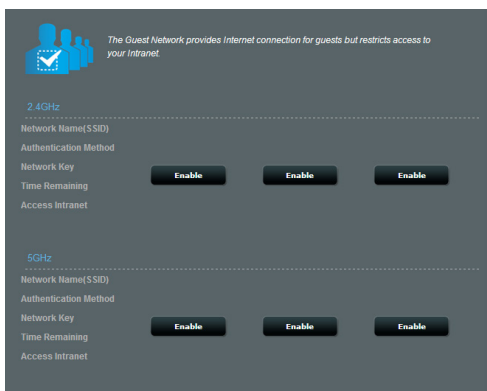 The Guest Network provides Internet connection for guests but restricts access to
your Intranet.
2.4GHz
Network Name(SSID)
Authentication Method
Network Key
Enable Enable Enable
Time Remaining
Access Intranet
5GHz
Network Name(SSID)
Authentication Method
Network Key
Enable Enable Enable
Time Remaining
Access Intranet